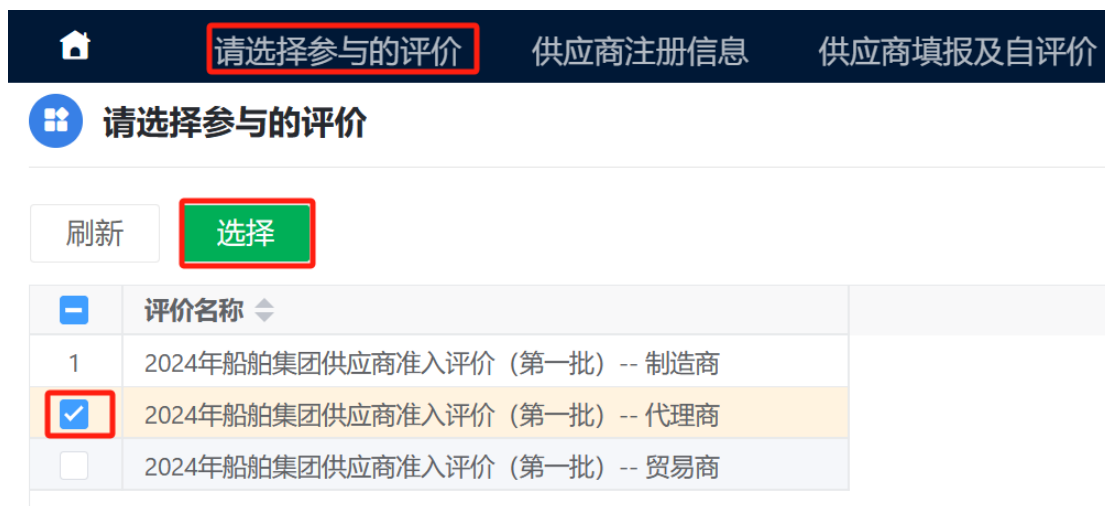 请选择参与的评价 供应商注册信息 供应商填报及自评价
请选择参与的评价
刷新 选择
评价名称
1 2024年船舶集团供应商准入评价（第一批）-- 制造商
2024年船舶集团供应商准入评价（第一批）-- 代理商
2024年船舶集团供应商准入评价（第一批）-- 贸易商